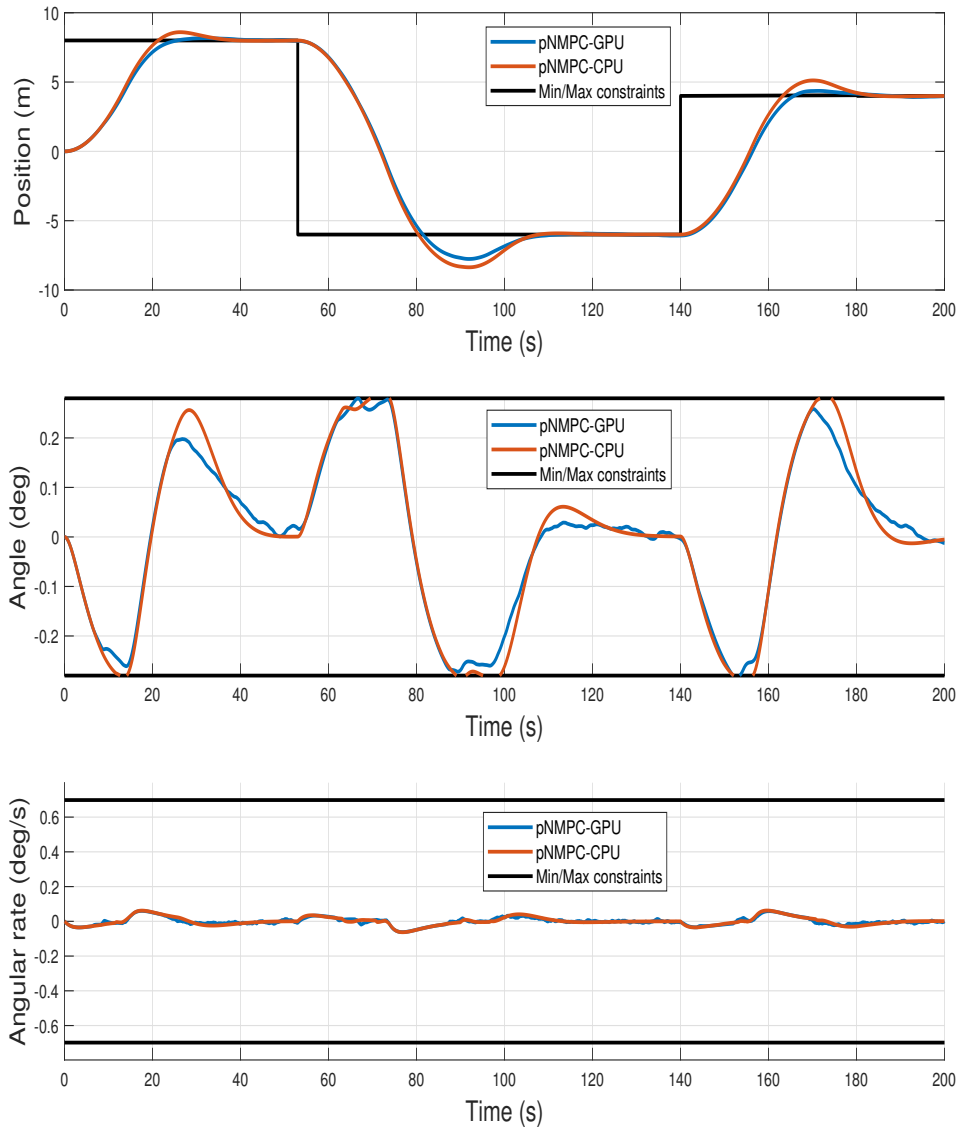 10
5
0
-5
-10
Position (m)
pNMPC-GPU
pNMPC-CPU
Min/Max constraints
0 20 40 60 80 100 120 140 160 180 200
Time (s)
0.2
0.1
0
-0.1
-0.2
Angle (deg)
pNMPC-GPU
pNMPC-CPU
Min/Max constraints
0 20 40 60 80 100 120 140 160 180 200
Time (s)
0.6
0.4
0.2
0
-0.2
-0.4
-0.6
Angular rate (deg/s)
pNMPC-GPU
pNMPC-CPU
Min/Max constraints
0 20 40 60 80 100 120 140 160 180 200
Time (s)